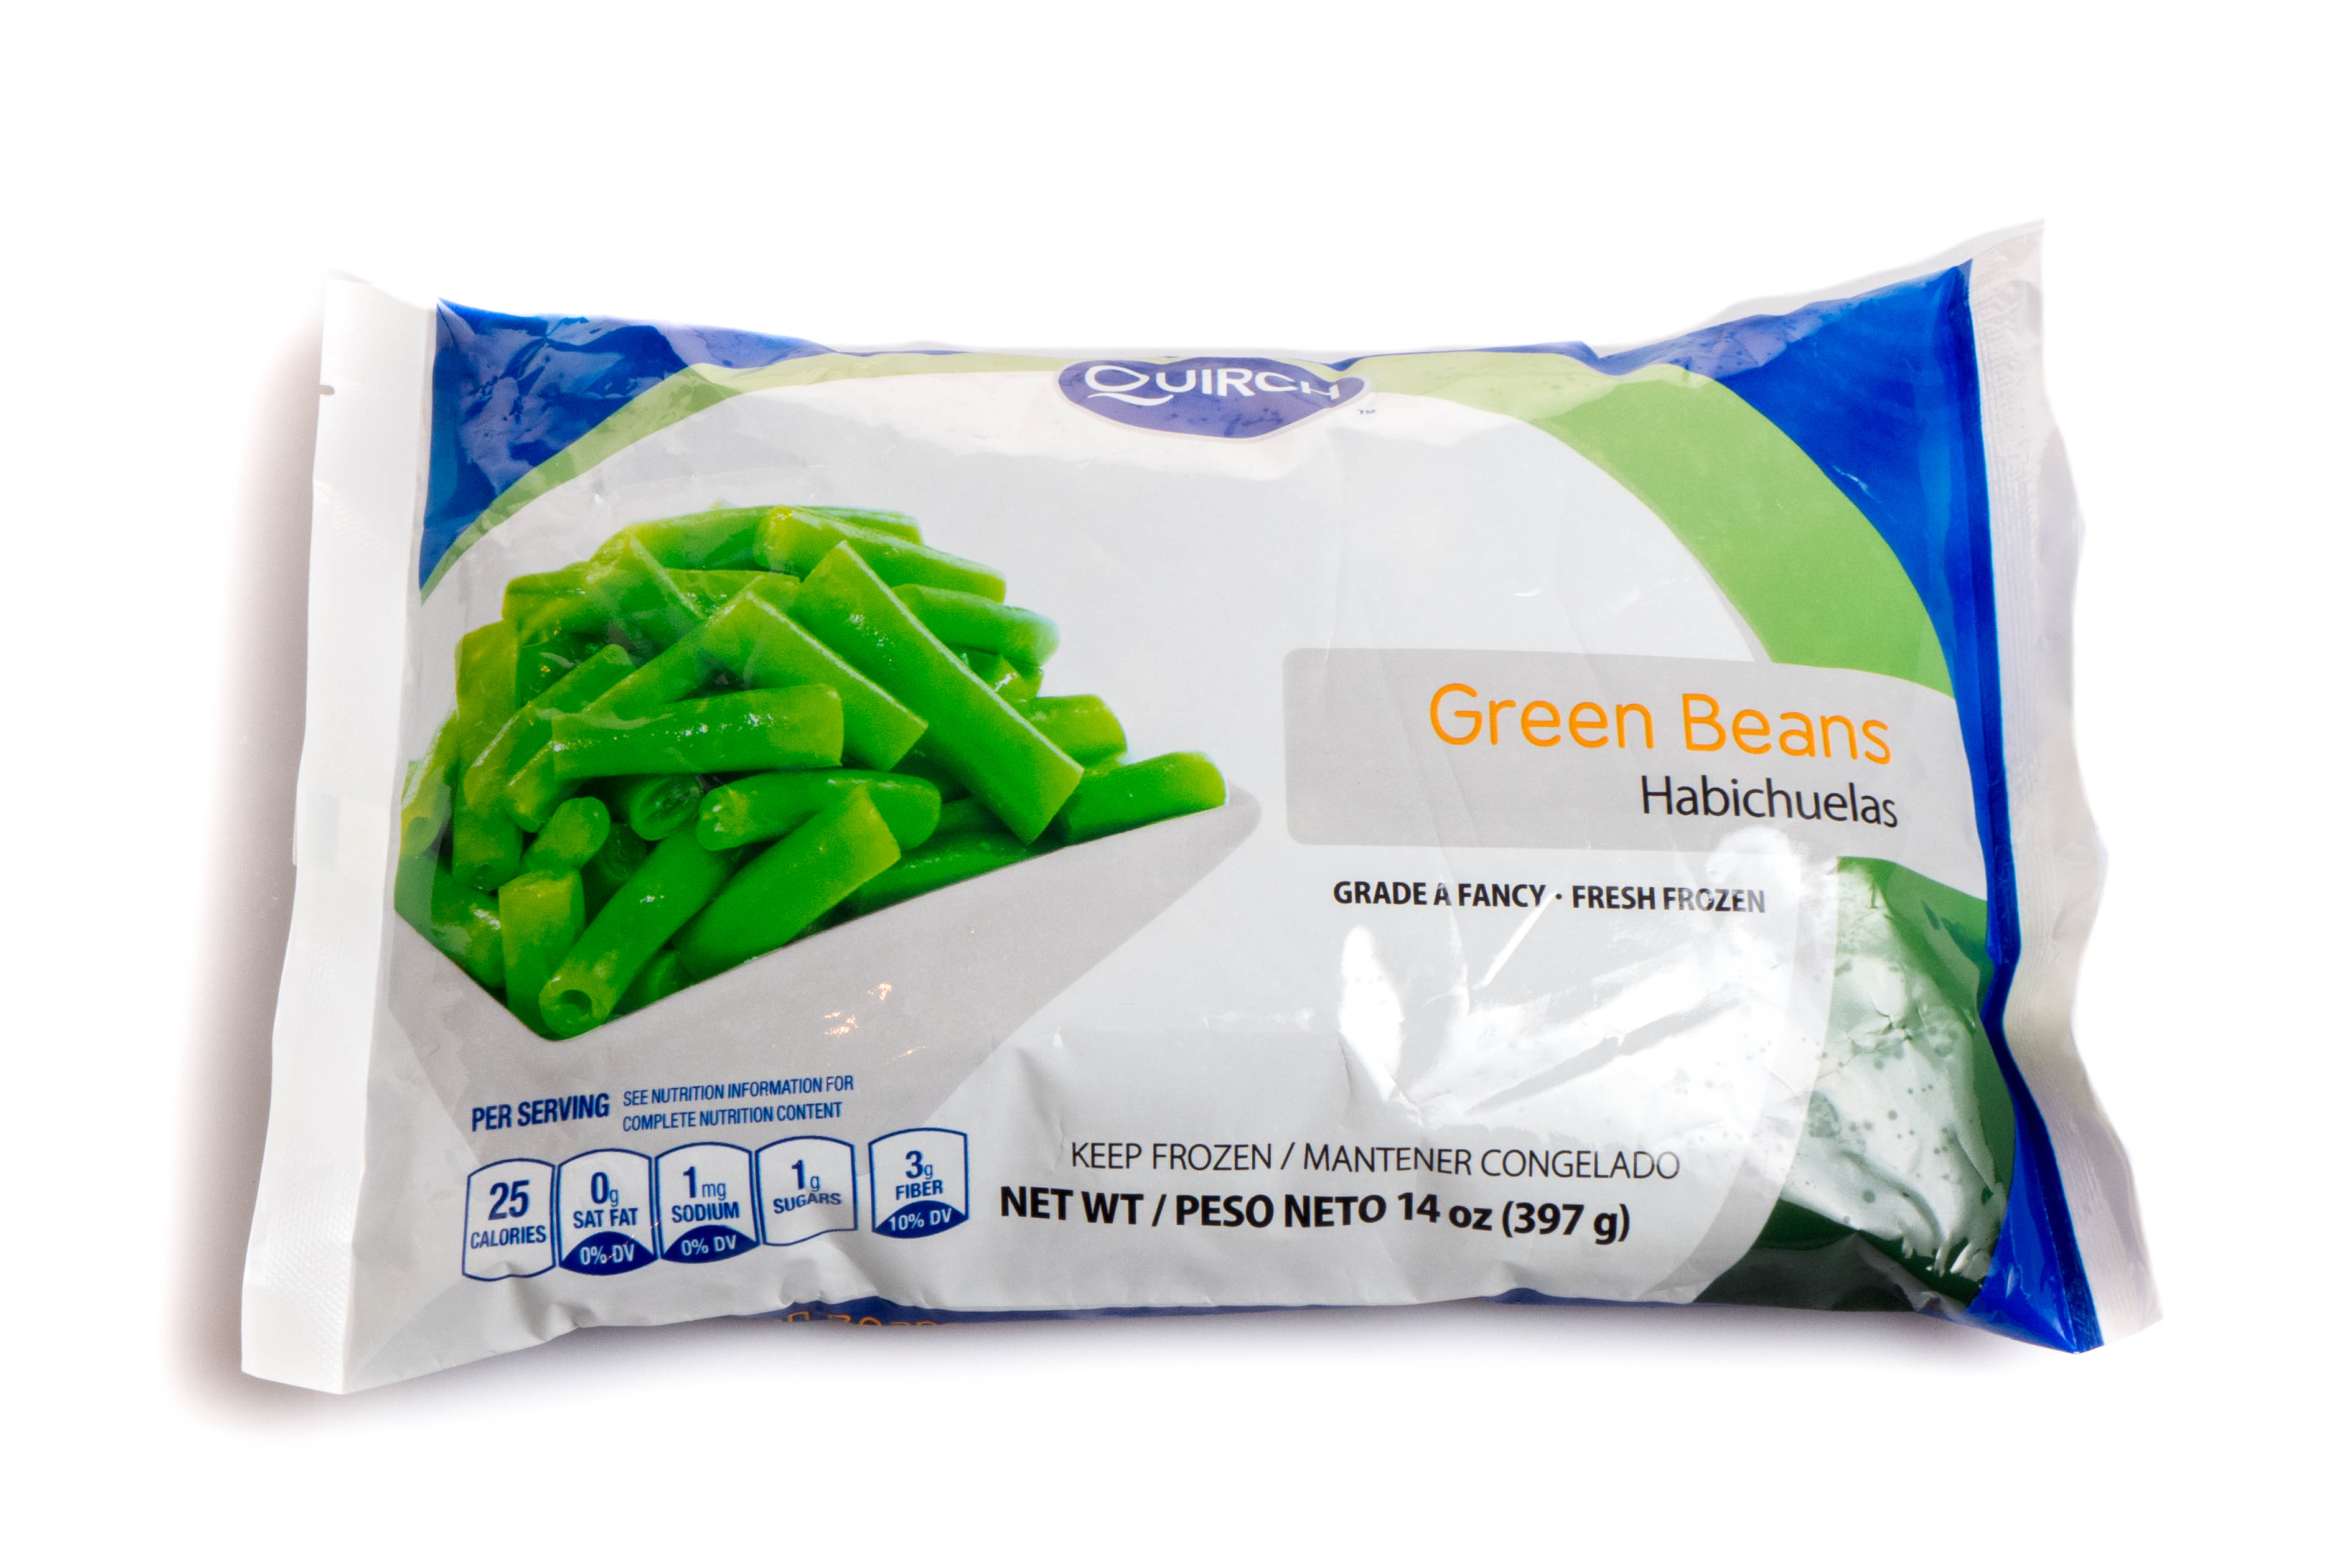 QUIRCH
TM
Green Beans
Habichuelas
GRADE A FANCY · FRESH FROZEN
PER SERVING
SEE NUTRITION INFORMATION FOR
COMPLETE NUTRITION CONTENT
25
CALORIES
0g
SAT FAT
0% DV
1mg
SODIUM
0% DV
1g
SUGARS
3g
FIBER
10% DV
KEEP FROZEN / MANTENER CONGELADO
NET WT / PESO NETO 14 oz (397 g)